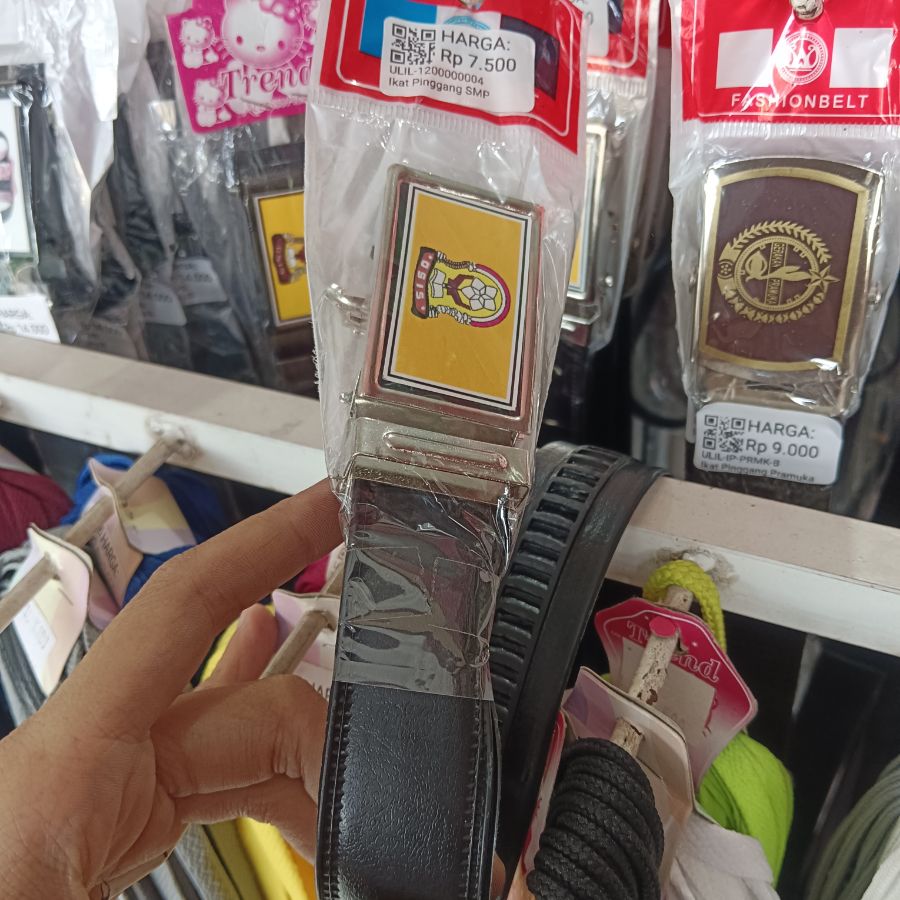 Trend
HARGA:
Rp 7.500
ULIL-1200000004
Ikat Pinggang SMP
OSIS
FASHIONBELT
HARGA:
Rp 9.000
ULIL-IP-PRMK-B
Ikat Pinggang Pramuka
HARGA:
Trend